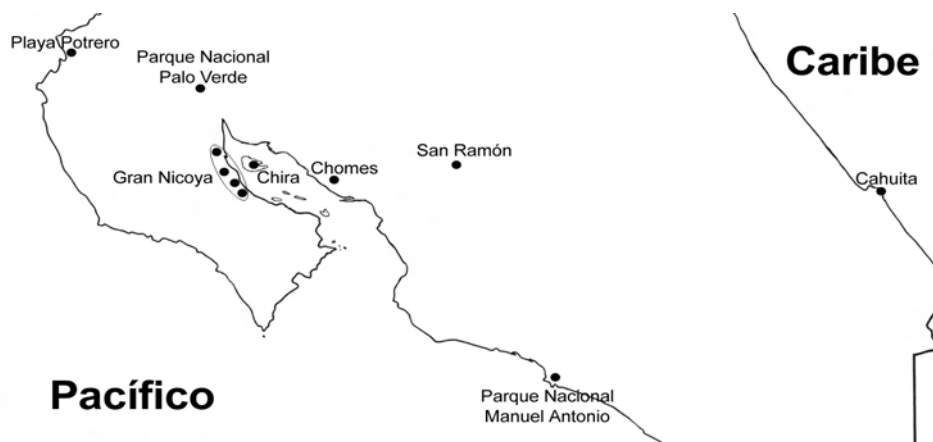 Playa Potrero
Parque Nacional
Palo Verde
Caribe
Gran Nicoya
Chira
Chomes
San Ramón
Cahuita
Pacífico
Parque Nacional
Manuel Antonio